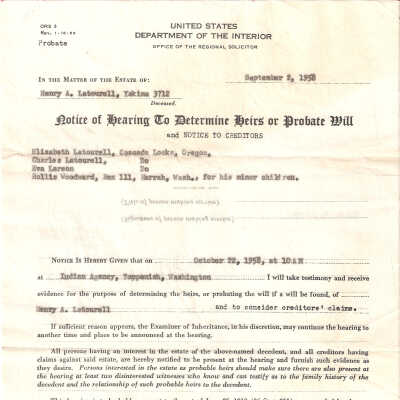 ORS 3
Rev. 1-10-54
Probate
UNITED STATES
DEPARTMENT OF THE INTERIOR
OFFICE OF THE REGIONAL SOLICITOR
IN THE MATTER OF THE ESTATE OF:
September 2, 1958
Henry A. Latourell, Yakima 3712
Deceased.
Notice of Hearing To Determine Heirs or Probate Will
and NOTICE TO CREDITORS
Elizabeth Latourell, Cascade Locks, Oregon.
Charles Latourell, Do
Eva Larson Do
Hollis Woodward, Box 111, Harrah, Wash., for his minor children.
NOTICE IS HEREBY GIVEN that on October 22, 1958, at 10AM
at Indian Agency, Toppenish, Washington I will take testimony and receive
evidence for the purpose of determining the heirs, or probating the will if a will be found, of
Henry A. Latourell and to consider creditors' claims.
If sufficient reason appears, the Examiner of Inheritance, in his discretion, may continue the hearing to
another time and place to be announced at the hearing.
All persons having an interest in the estate of the above-named decedent, and all creditors having
claims against said estate, are hereby notified to be present at the hearing and furnish such evidence as
they desire. Persons interested in the estate as probable heirs should make sure there are also present at
the hearing at least two disinterested witnesses who know and can testify as to the family history of the
decedent and the relationship of such probable heirs to the decedent.